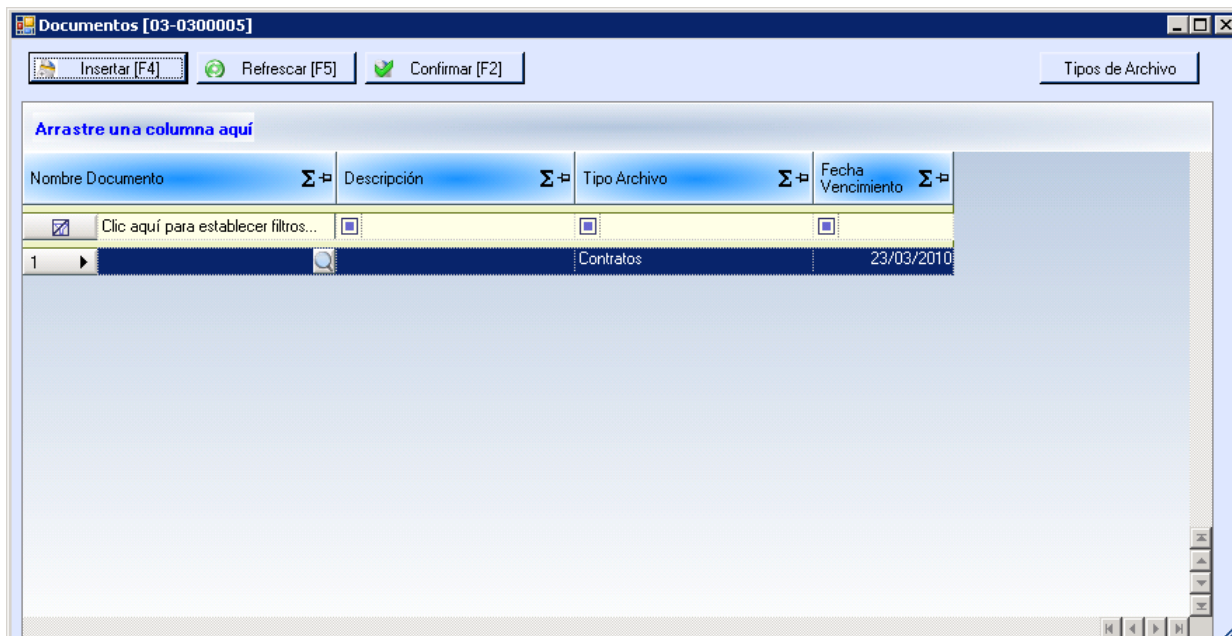 Documentos [03-0300005]
Insertar [F4] Refrescar [F5] Confirmar [F2] Tipos de Archivo
Arrastre una columna aquí
Nombre Documento Σ Descripción Σ Tipo Archivo Σ Fecha Vencimiento Σ
Clic aquí para establecer filtros...
1 Contratos 23/03/2010